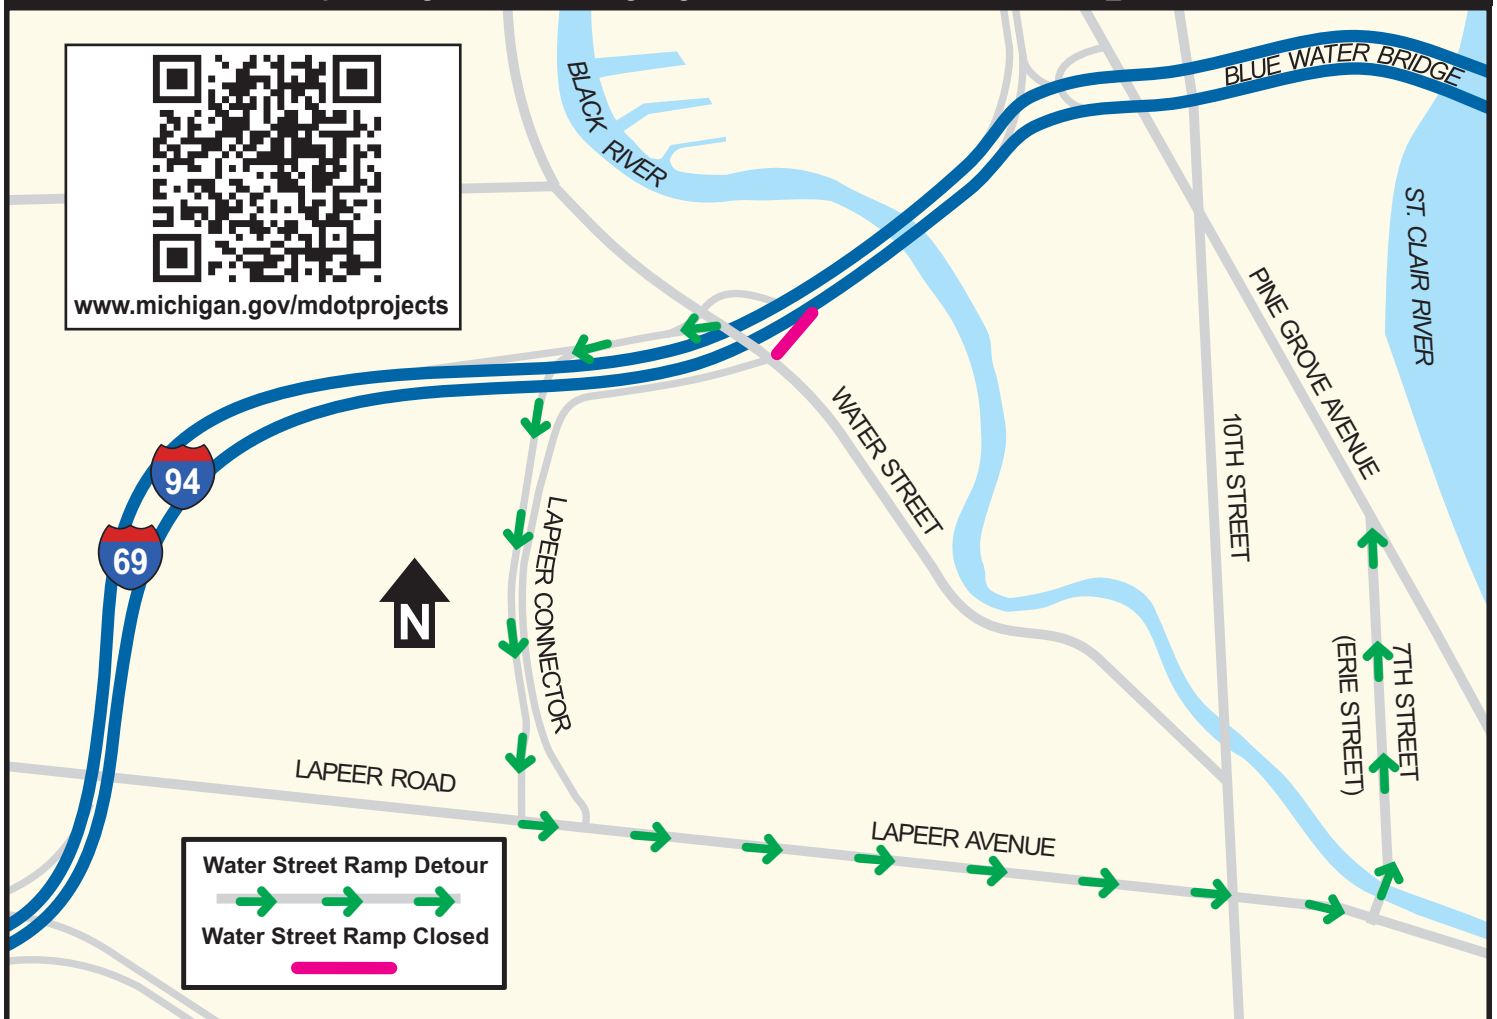 www.michigan.gov/mdotprojects
BLACK RIVER
BLUE WATER BRIDGE
ST. CLAIR RIVER
PINE GROVE AVENUE
WATER STREET
10TH STREET
94
69
N
LAPEER CONNECTOR
7TH STREET
(ERIE STREET)
LAPEER ROAD
LAPEER AVENUE
Water Street Ramp Detour
Water Street Ramp Closed